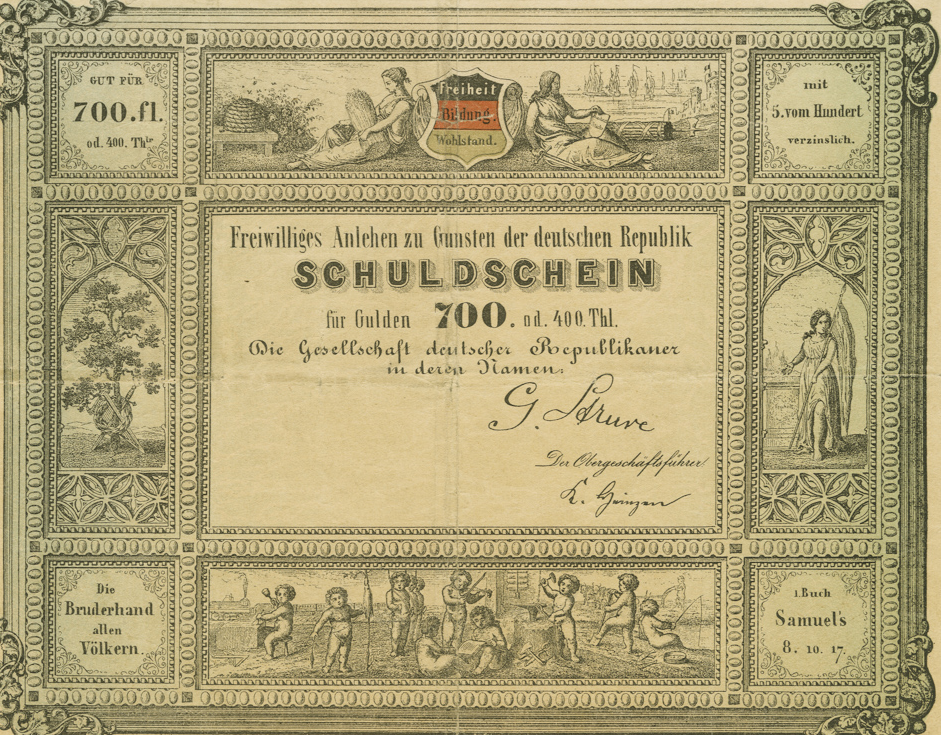 GUT FÜR
700.fl.
od. 400. Thlr
Freiheit
Bildung.
Wohlstand.
mit
5. vom Hundert
verzinslich.
Freiwilliges Anlehen zu Gunsten der deutschen Republik
SCHULDSCHEIN
für Gulden 700. od. 400. Thl.
Die Gesellschaft deutscher Republikaner
in deren Namen:
G. Struve
Der Obergeschäftsführer:
K. Heinzen
Die
Bruderhand
allen
Völkern.
1. Buch
Samuel's
8. 10. 17.